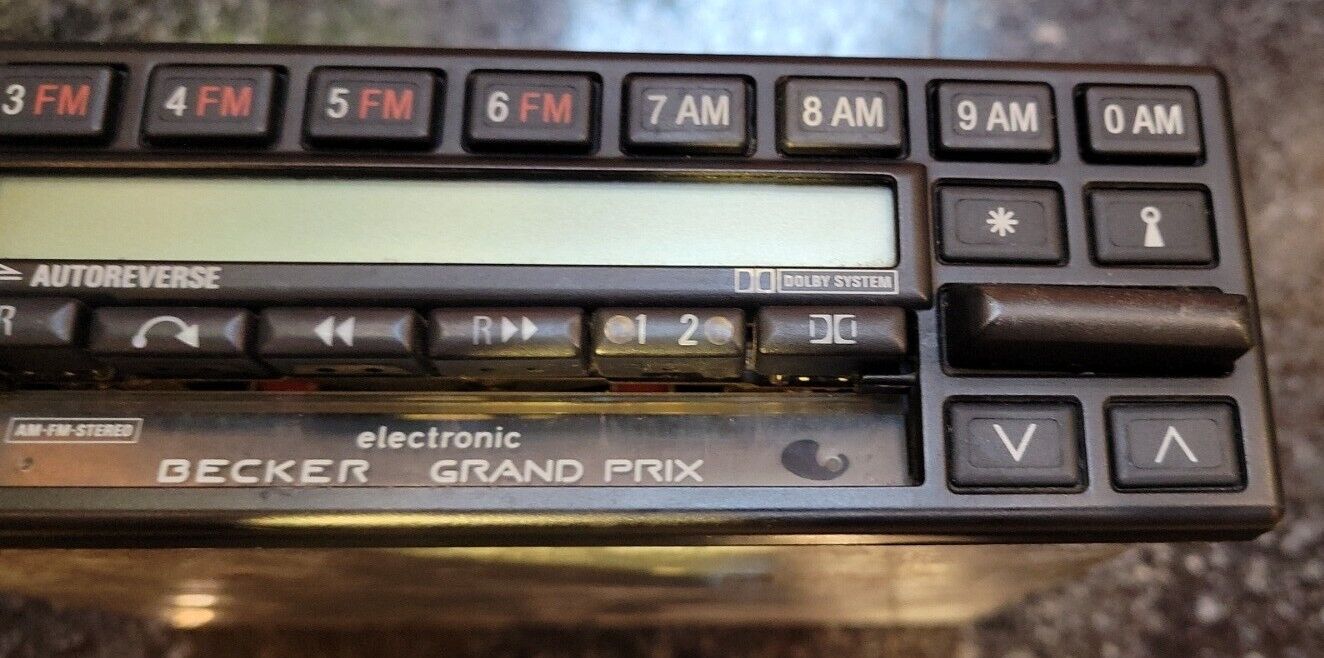 3 FM 4 FM 5 FM 6 FM 7 AM 8 AM 9 AM 0 AM
*
AUTOREVERSE DOLBY SYSTEM
R R 1 2
AM-FM-STEREO
electronic
BECKER GRAND PRIX